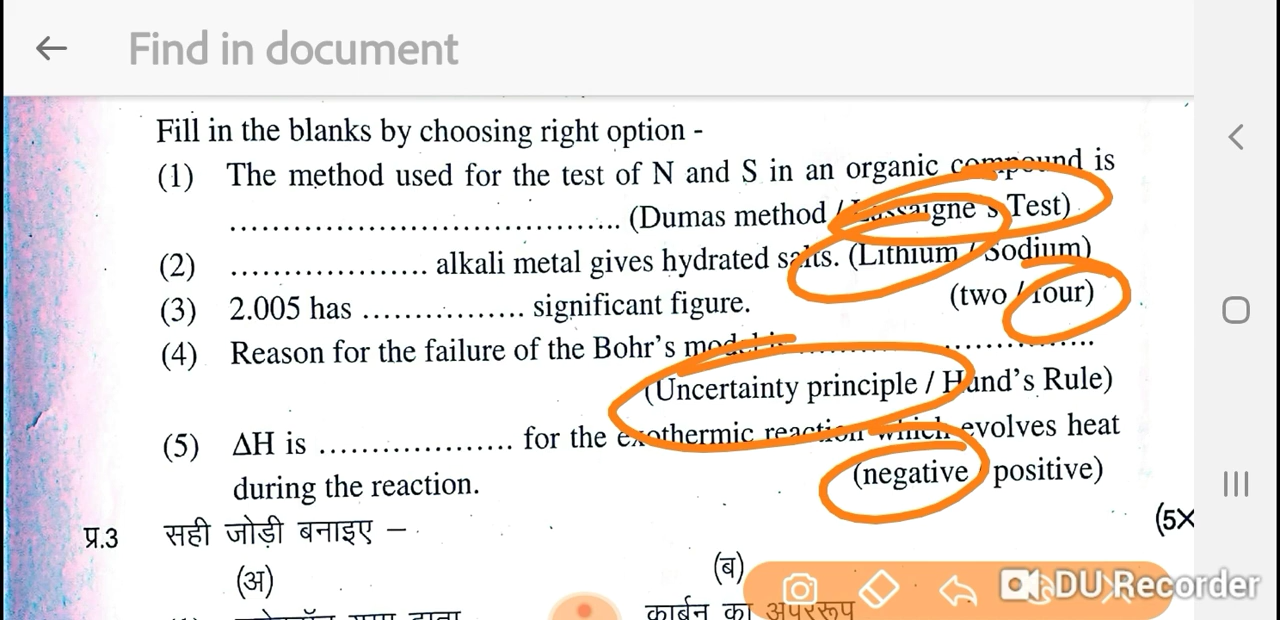 Find in document
Fill in the blanks by choosing right option -
(1) The method used for the test of N and S in an organic compound is
........................................ (Dumas method / Lassaigne's Test)
(2) .................... alkali metal gives hydrated salts. (Lithium / Sodium)
(3) 2.005 has ................ significant figure. (two / four)
(4) Reason for the failure of the Bohr's model is ................................
(Uncertainty principle / Hund's Rule)
(5) ΔH is ................... for the exothermic reaction which evolves heat
during the reaction. (negative / positive)
(5×
प्र.3 सही जोड़ी बनाइए –
(अ) (ब)
कार्बन का अपररूप
DU Recorder